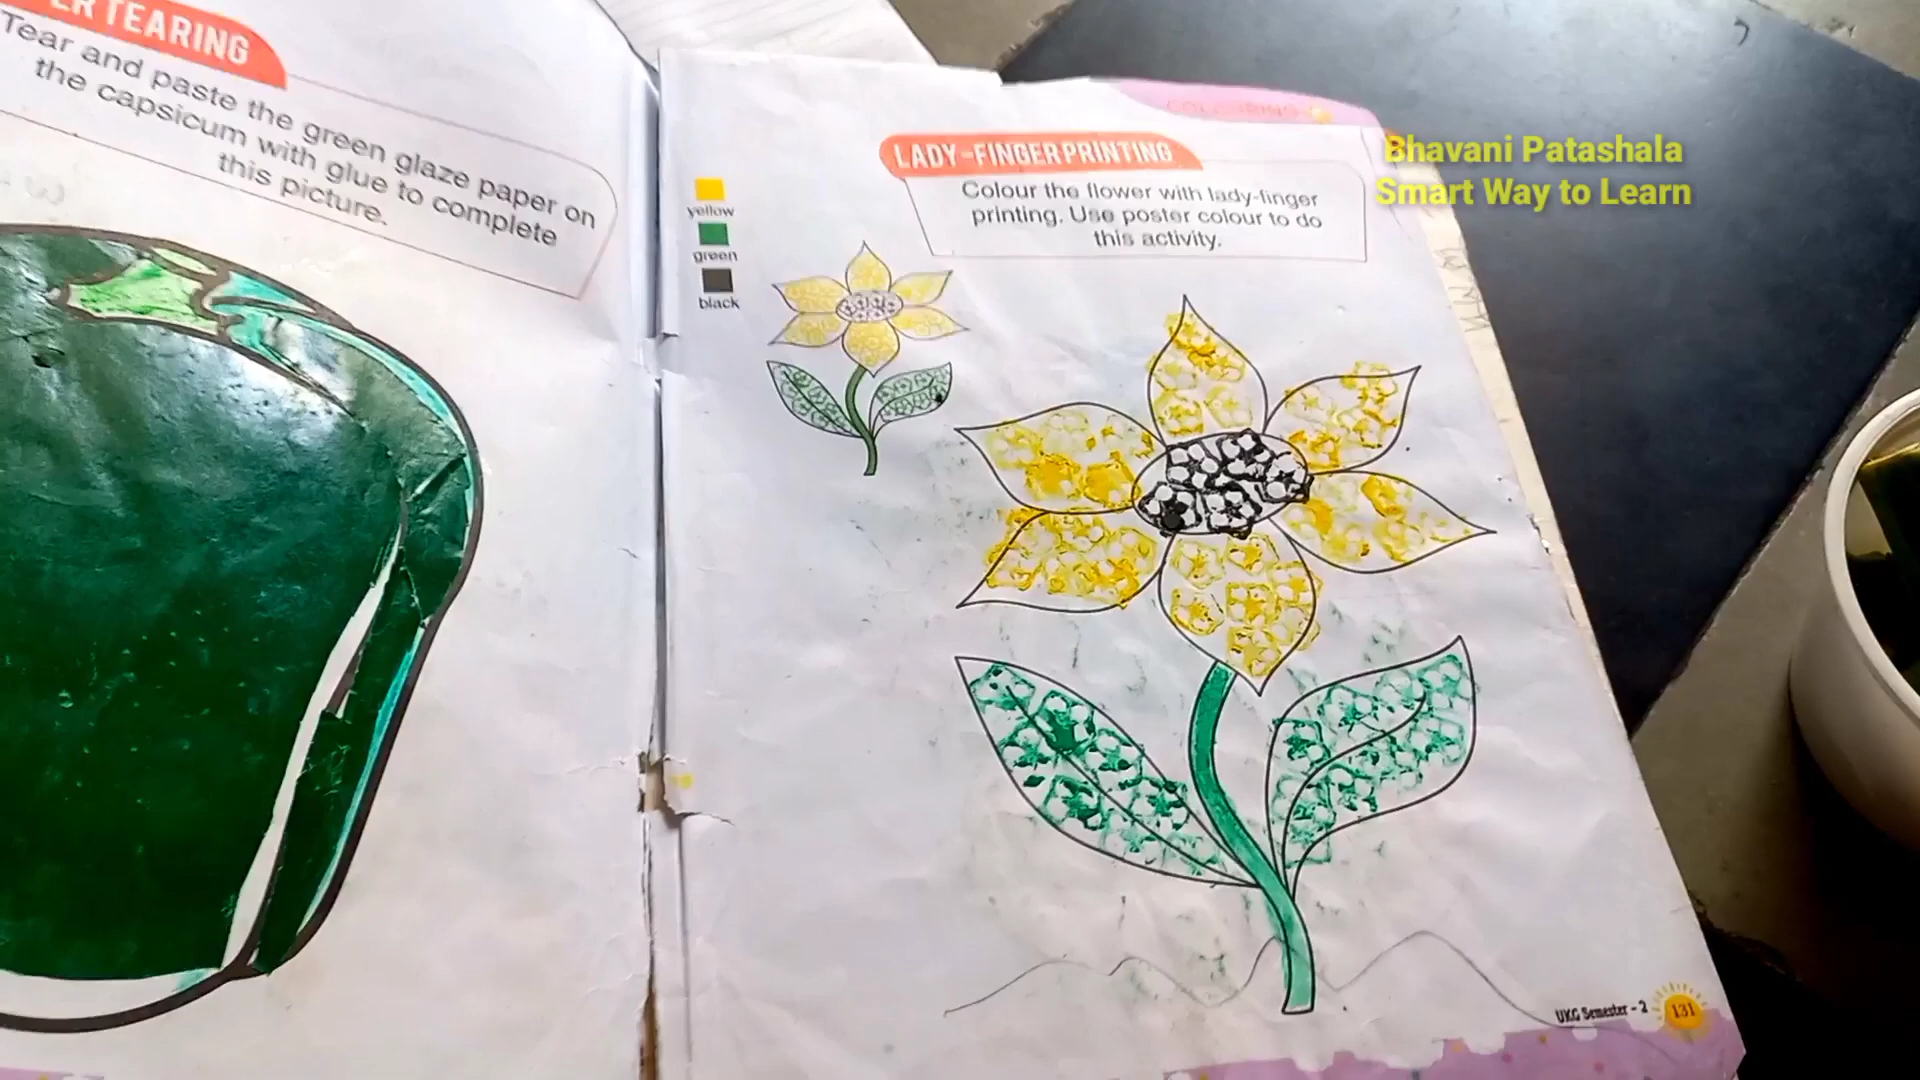 ER TEARING
Tear and paste the green glaze paper on
the capsicum with glue to complete
this picture.
COLOURING
LADY-FINGER PRINTING
Colour the flower with lady-finger
printing. Use poster colour to do
this activity.
yellow
green
black
Bhavani Patashala
Smart Way to Learn
UKG Semester - 2
131